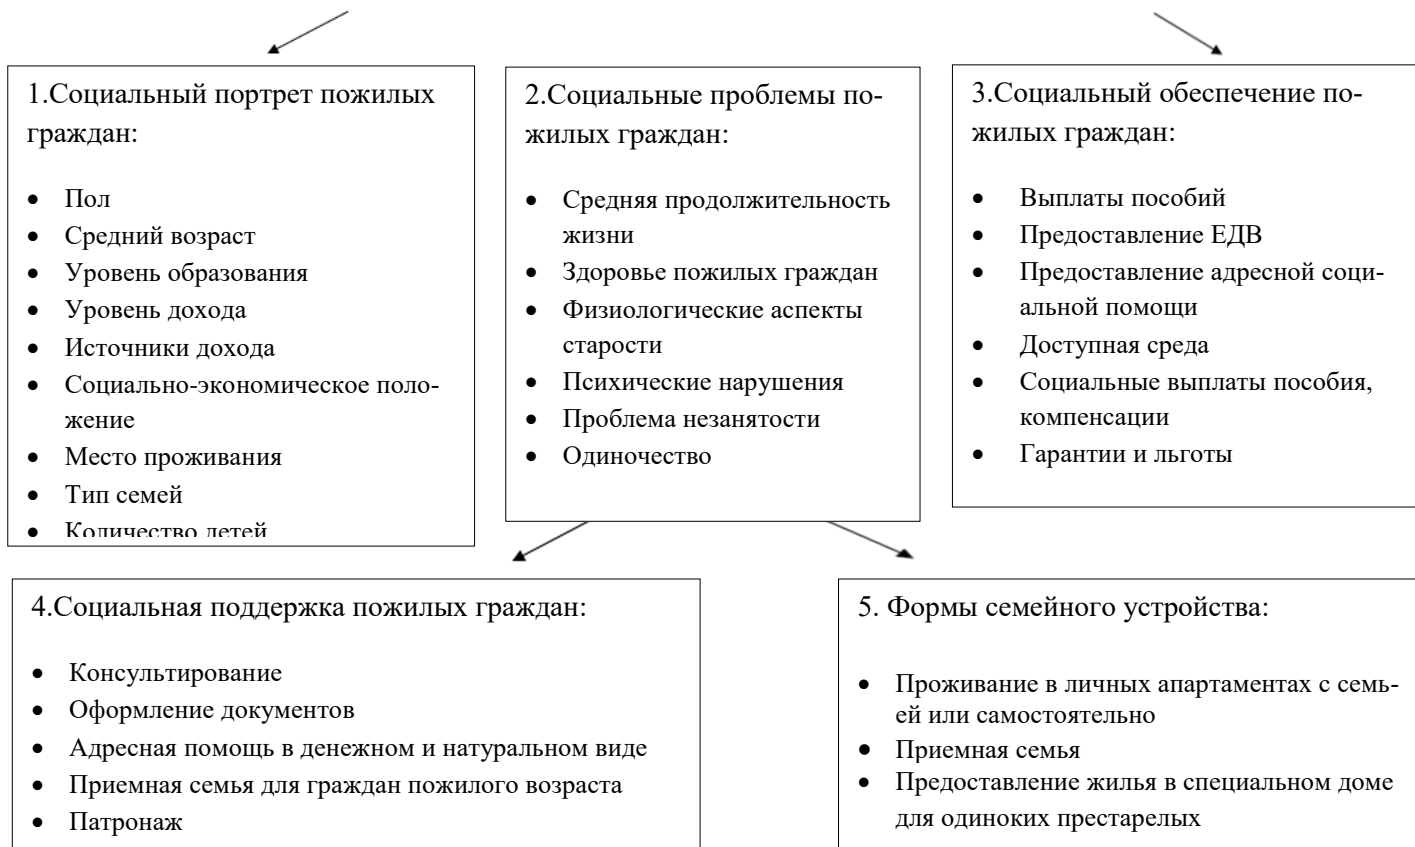 1.Социальный портрет пожилых
граждан:
• Пол
• Средний возраст
• Уровень образования
• Уровень дохода
• Источники дохода
• Социально-экономическое поло-
жение
• Место проживания
• Тип семей
• Количество детей
2.Социальные проблемы по-
жилых граждан:
• Средняя продолжительность
жизни
• Здоровье пожилых граждан
• Физиологические аспекты
старости
• Психические нарушения
• Проблема незанятости
• Одиночество
3.Социальный обеспечение по-
жилых граждан:
• Выплаты пособий
• Предоставление ЕДВ
• Предоставление адресной соци-
альной помощи
• Доступная среда
• Социальные выплаты пособия,
компенсации
• Гарантии и льготы
4.Социальная поддержка пожилых граждан:
• Консультирование
• Оформление документов
• Адресная помощь в денежном и натуральном виде
• Приемная семья для граждан пожилого возраста
• Патронаж
5. Формы семейного устройства:
• Проживание в личных апартаментах с семь-
ей или самостоятельно
• Приемная семья
• Предоставление жилья в специальном доме
для одиноких престарелых